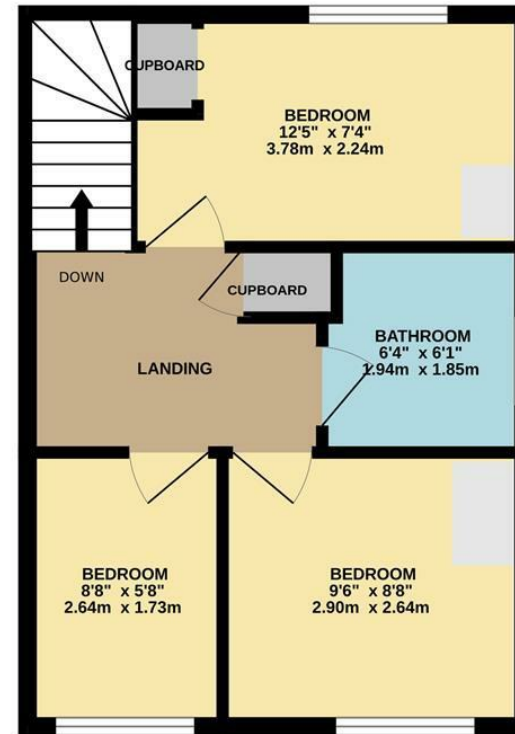 CUPBOARD
BEDROOM
12'5" x 7'4"
3.78m x 2.24m
DOWN
CUPBOARD
LANDING
BATHROOM
6'4" x 6'1"
1.94m x 1.85m
BEDROOM
8'8" x 5'8"
2.64m x 1.73m
BEDROOM
9'6" x 8'8"
2.90m x 2.64m